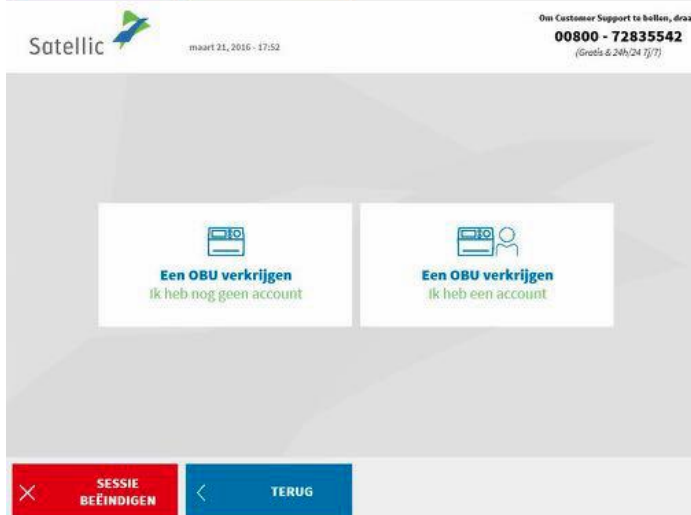 Satellic
maart 21, 2016 - 17:52
Om Customer Support te bellen, draa
00800 - 72835542
(Gratis & 24h/24 7j/7)
Een OBU verkrijgen
Ik heb nog geen account
Een OBU verkrijgen
Ik heb een account
SESSIE
BEËINDIGEN
TERUG